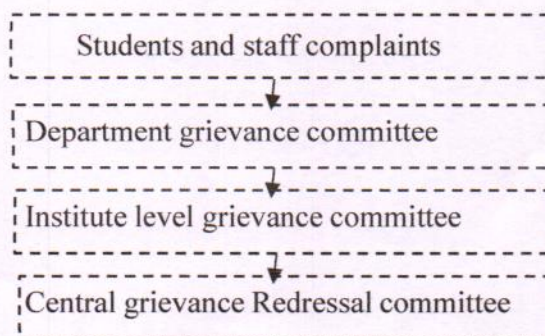 Students and staff complaints
Department grievance committee
Institute level grievance committee
Central grievance Redressal committee